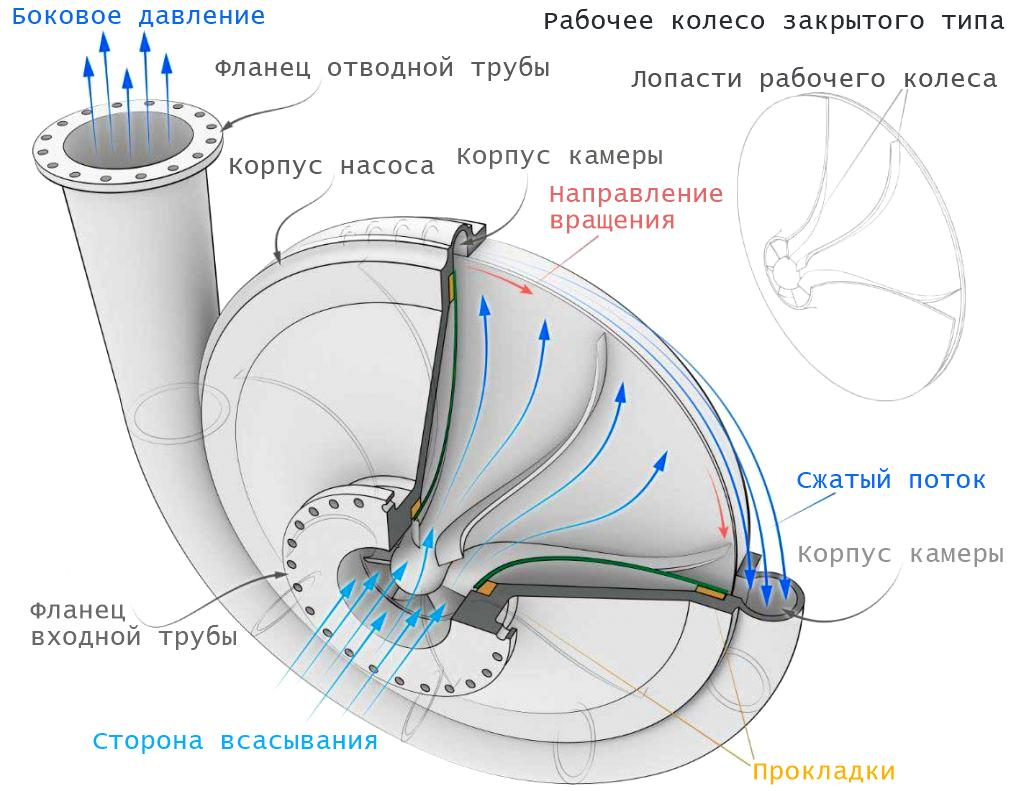 Боковое давление
Рабочее колесо закрытого типа
Фланец отводной трубы
Лопасти рабочего колеса
Корпус насоса
Корпус камеры
Направление
вращения
Сжатый поток
Корпус камеры
Фланец
входной трубы
Сторона всасывания
Прокладки